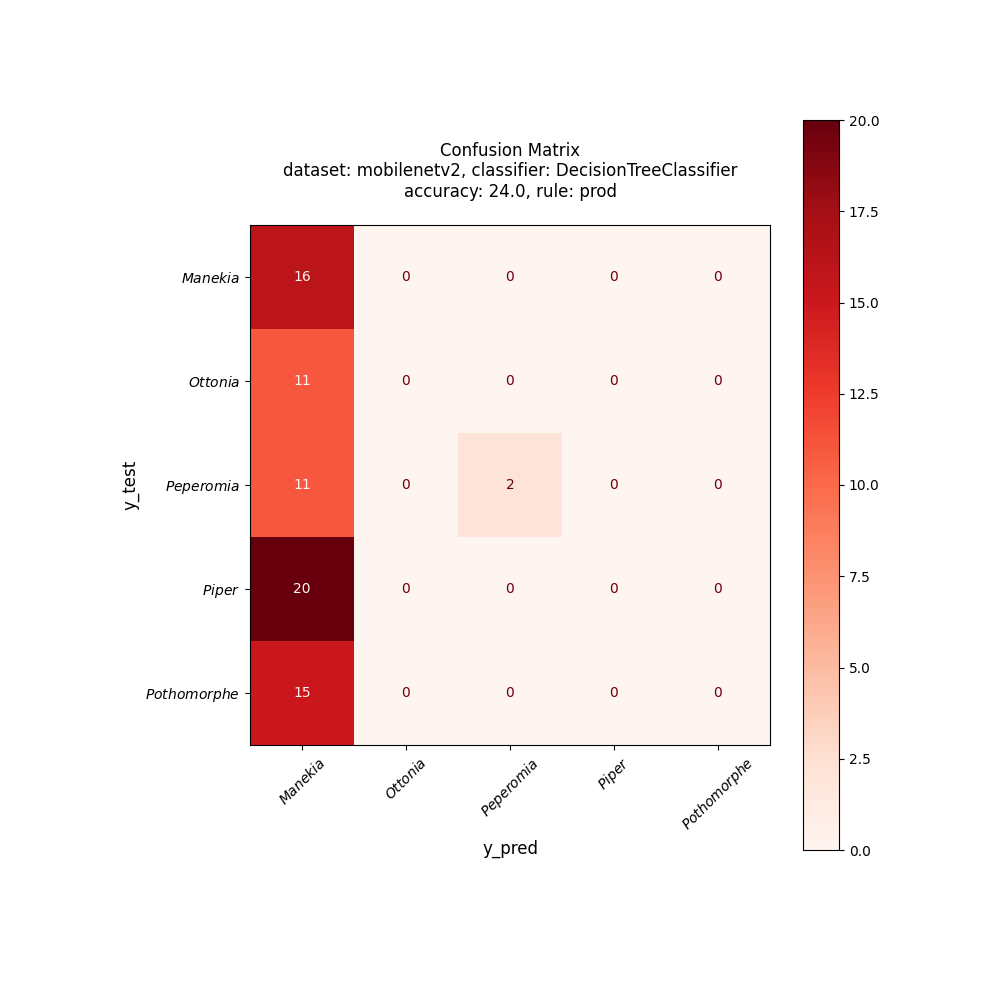 Confusion Matrix
dataset: mobilenetv2, classifier: DecisionTreeClassifier
accuracy: 24.0, rule: prod
Manekia 16 0 0 0 0
Ottonia 11 0 0 0 0
Peperomia 11 0 2 0 0
Piper 20 0 0 0 0
Pothomorphe 15 0 0 0 0
y_test
Manekia Ottonia Peperomia Piper Pothomorphe
y_pred
20.0
17.5
15.0
12.5
10.0
7.5
5.0
2.5
0.0